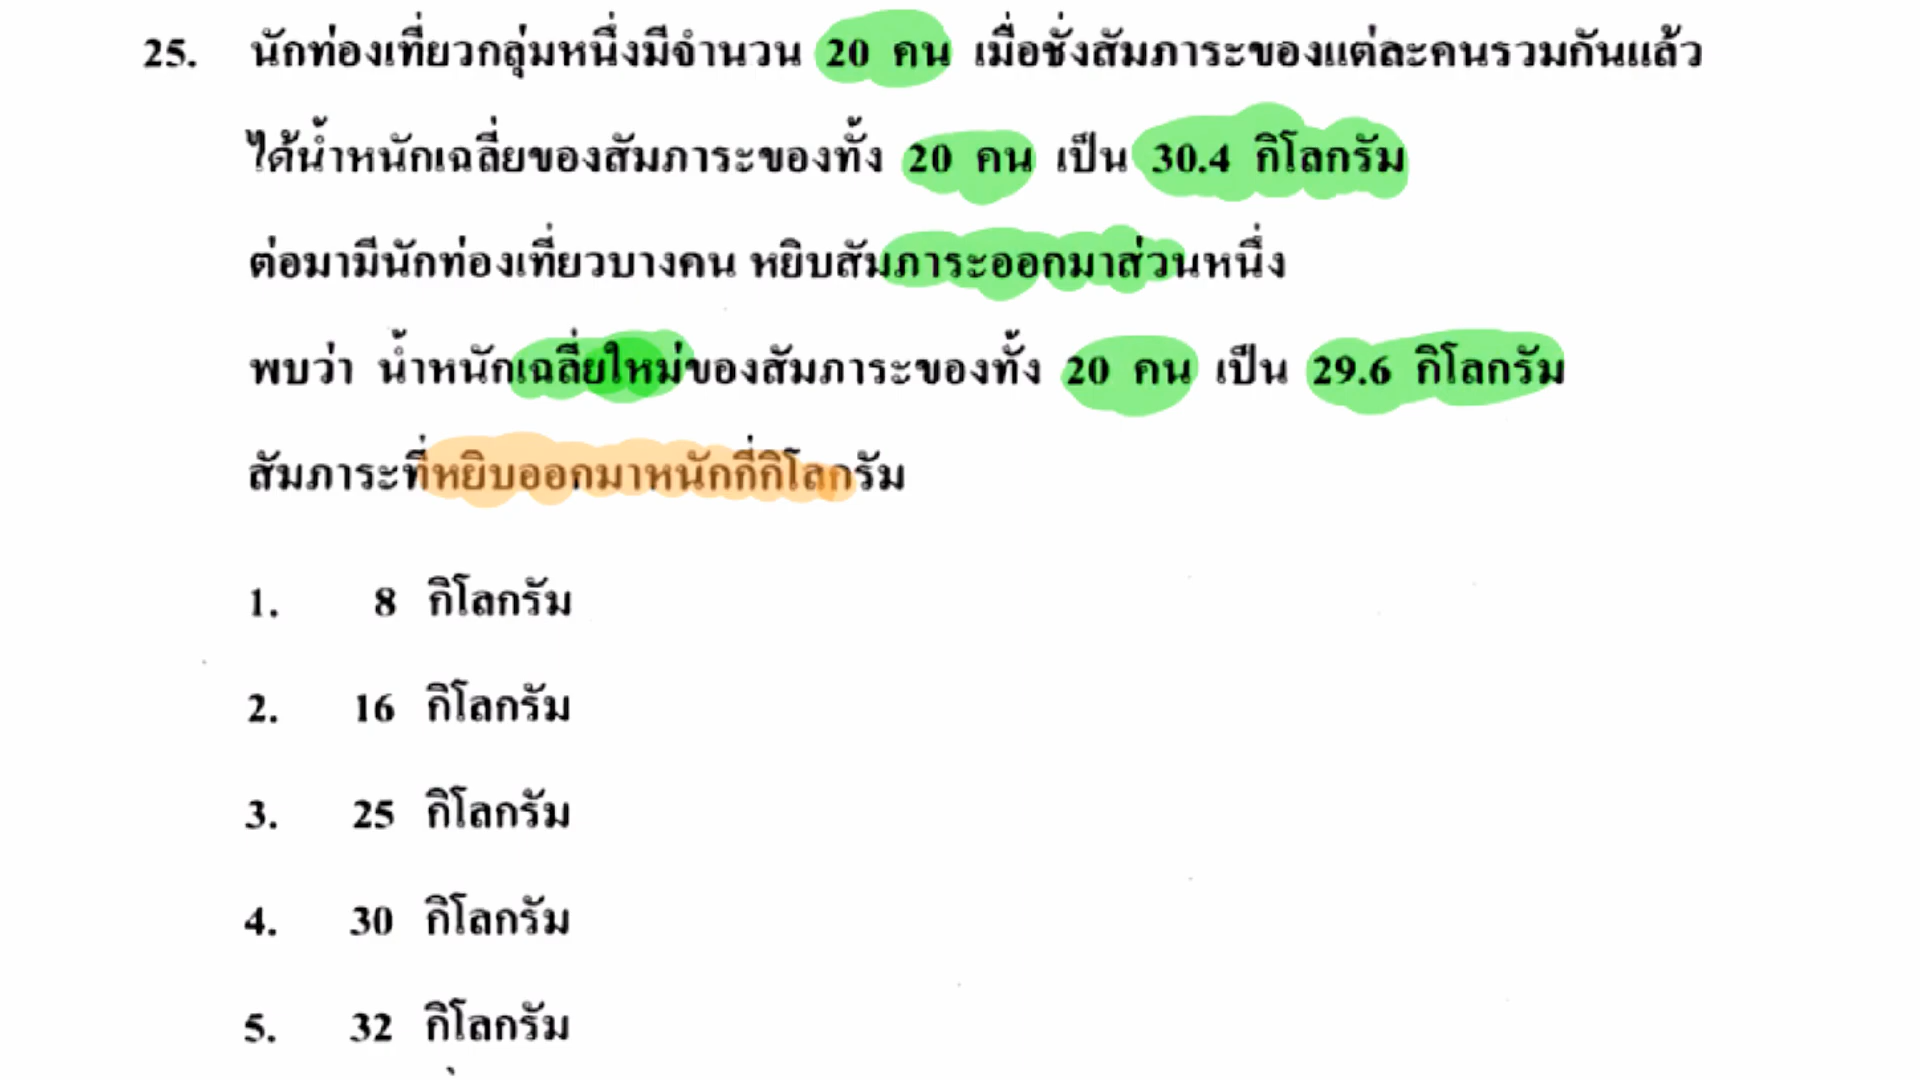 25. นักท่องเที่ยวกลุ่มหนึ่งมีจำนวน 20 คน เมื่อชั่งสัมภาระของแต่ละคนรวมกันแล้ว
ได้น้ำหนักเฉลี่ยของสัมภาระของทั้ง 20 คน เป็น 30.4 กิโลกรัม
ต่อมามีนักท่องเที่ยวบางคน หยิบสัมภาระออกมาส่วนหนึ่ง
พบว่า น้ำหนักเฉลี่ยใหม่ของสัมภาระของทั้ง 20 คน เป็น 29.6 กิโลกรัม
สัมภาระที่หยิบออกมาหนักกี่กิโลกรัม
1. 8 กิโลกรัม
2. 16 กิโลกรัม
3. 25 กิโลกรัม
4. 30 กิโลกรัม
5. 32 กิโลกรัม